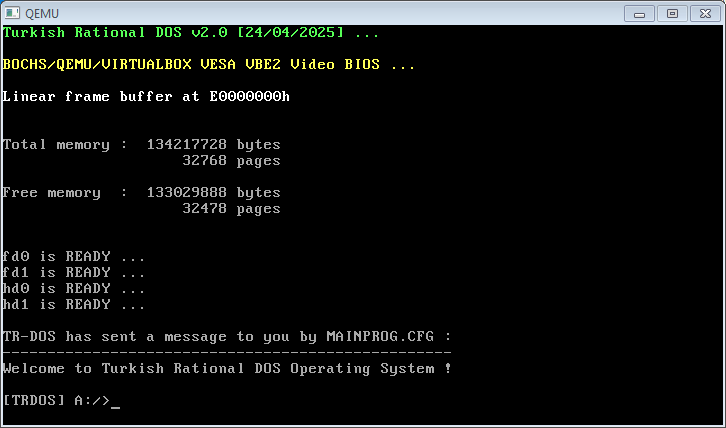 QEMU
Turkish Rational DOS v2.0 [24/04/2025] ...
BOCHS/QEMU/VIRTUALBOX VESA VBE2 Video BIOS ...
Linear frame buffer at E0000000h
Total memory :  134217728 bytes
                    32768 pages
Free memory  :  133029888 bytes
                    32478 pages
fd0 is READY ...
fd1 is READY ...
hd0 is READY ...
hd1 is READY ...
TR-DOS has sent a message to you by MAINPROG.CFG :
--------------------------------------------------
Welcome to Turkish Rational DOS Operating System !
[TRDOS] A:/>_